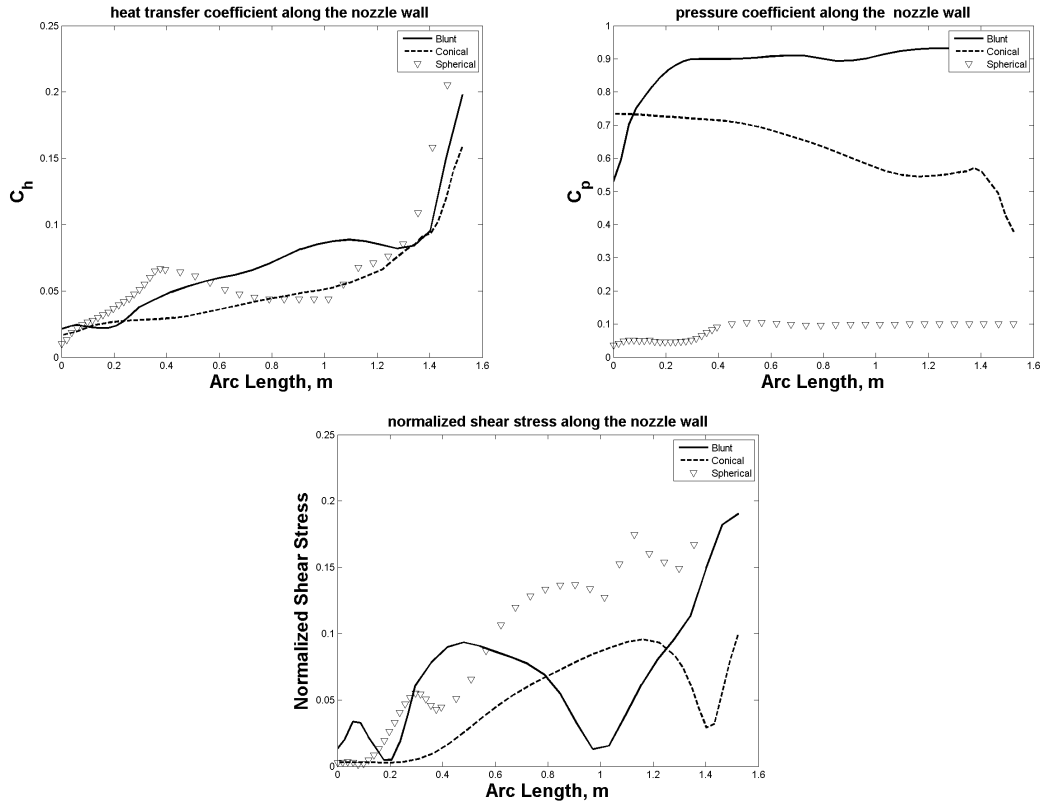 heat transfer coefficient along the nozzle wall
0.25
0.2
0.15
0.1
0.05
0
C_h
Blunt
Conical
Spherical
0 0.2 0.4 0.6 0.8 1 1.2 1.4 1.6
Arc Length, m
pressure coefficient along the nozzle wall
1
0.9
0.8
0.7
0.6
0.5
0.4
0.3
0.2
0.1
0
C_p
Blunt
Conical
Spherical
0 0.2 0.4 0.6 0.8 1 1.2 1.4 1.6
Arc Length, m
normalized shear stress along the nozzle wall
0.25
0.2
0.15
0.1
0.05
0
Normalized Shear Stress
Blunt
Conical
Spherical
0 0.2 0.4 0.6 0.8 1 1.2 1.4 1.6
Arc Length, m